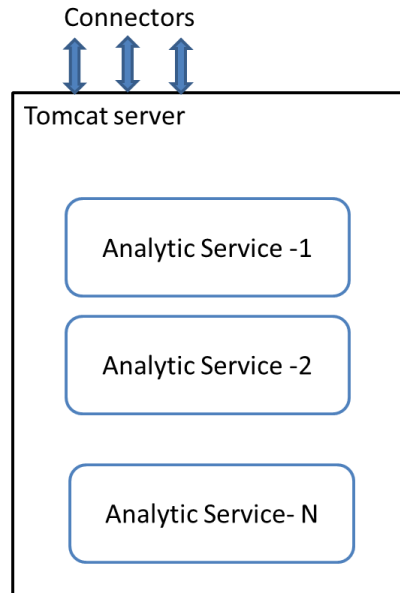 Connectors
Tomcat server
Analytic Service -1
Analytic Service -2
Analytic Service- N